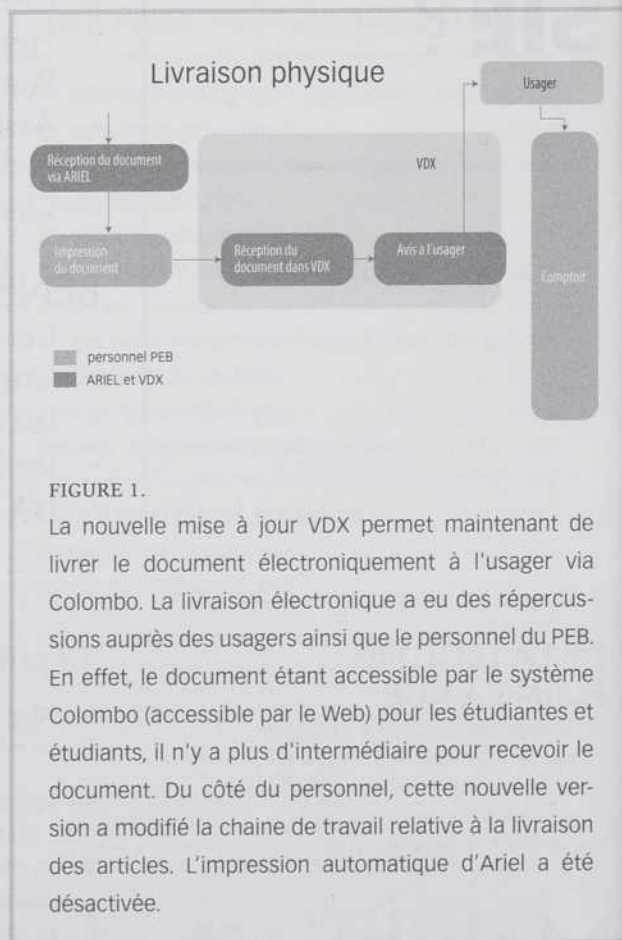 Livraison physique
Usager
Réception du document
via ARIEL
VDX
Impression
du document
Réception du
document dans VDX
Avis à l'usager
Comptoir
personnel PEB
ARIEL et VDX
FIGURE 1.
La nouvelle mise à jour VDX permet maintenant de
livrer le document électroniquement à l'usager via
Colombo. La livraison électronique a eu des répercus-
sions auprès des usagers ainsi que le personnel du PEB.
En effet, le document étant accessible par le système
Colombo (accessible par le Web) pour les étudiantes et
étudiants, il n'y a plus d'intermédiaire pour recevoir le
document. Du côté du personnel, cette nouvelle ver-
sion a modifié la chaine de travail relative à la livraison
des articles. L'impression automatique d'Ariel a été
désactivée.